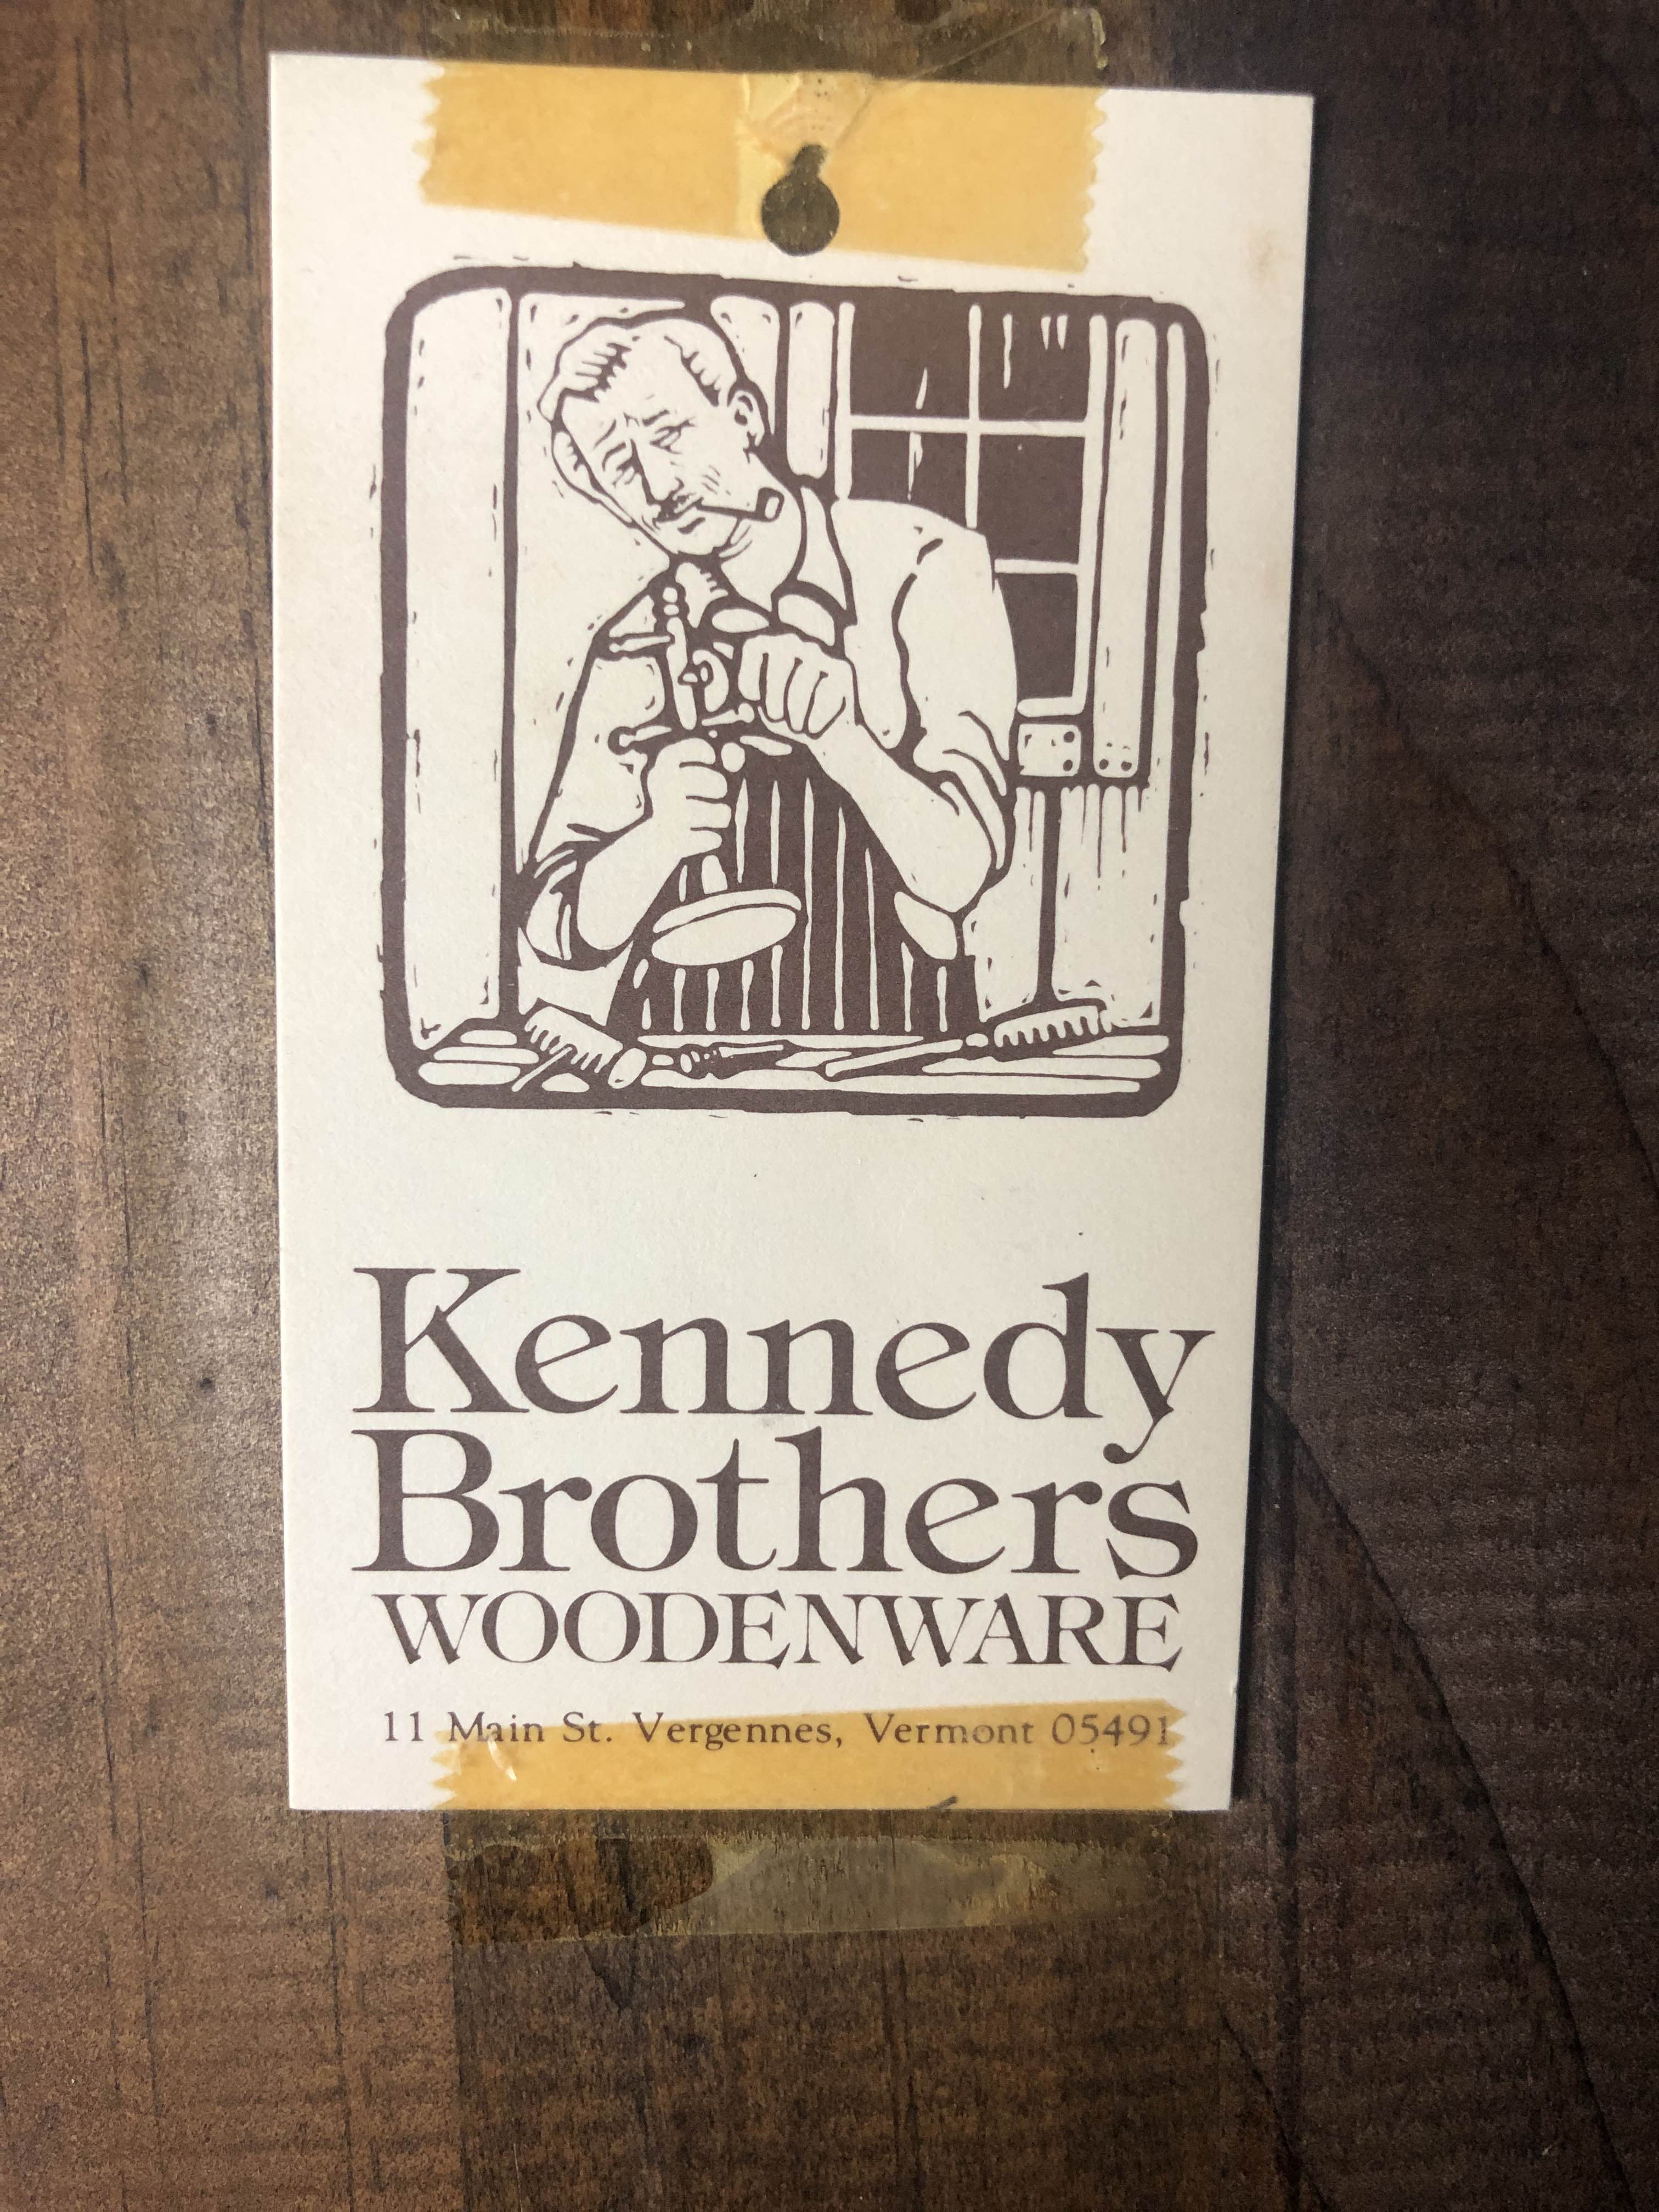 Kennedy
Brothers
WOODENWARE
11 Main St. Vergennes, Vermont 05491